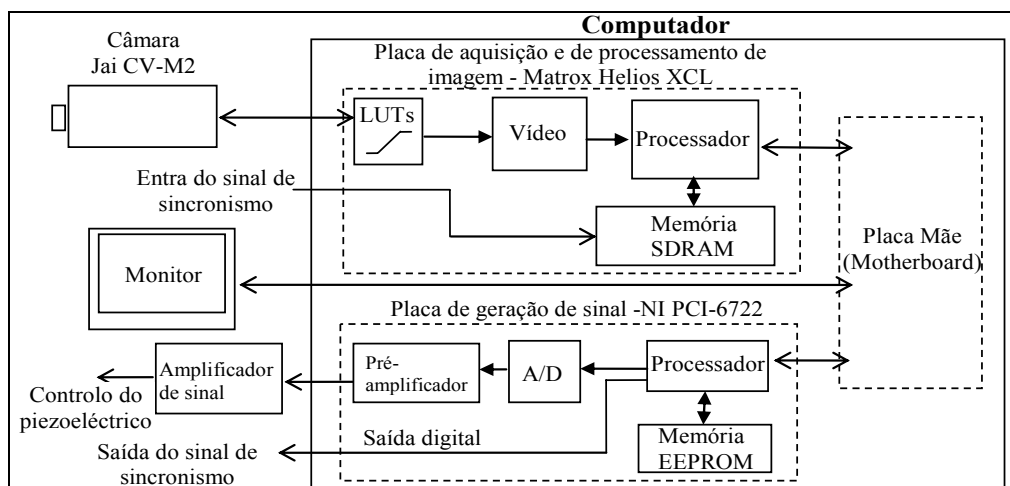 Computador
Câmara
Jai CV-M2
Placa de aquisição e de processamento de
imagem - Matrox Helios XCL
LUTs
Vídeo
Processador
Entra do sinal de
sincronismo
Memória
SDRAM
Placa Mãe
(Motherboard)
Monitor
Placa de geração de sinal -NI PCI-6722
Amplificador
de sinal
Pré-
amplificador
A/D
Processador
Controlo do
piezoeléctrico
Saída digital
Memória
EEPROM
Saída do sinal de
sincronismo